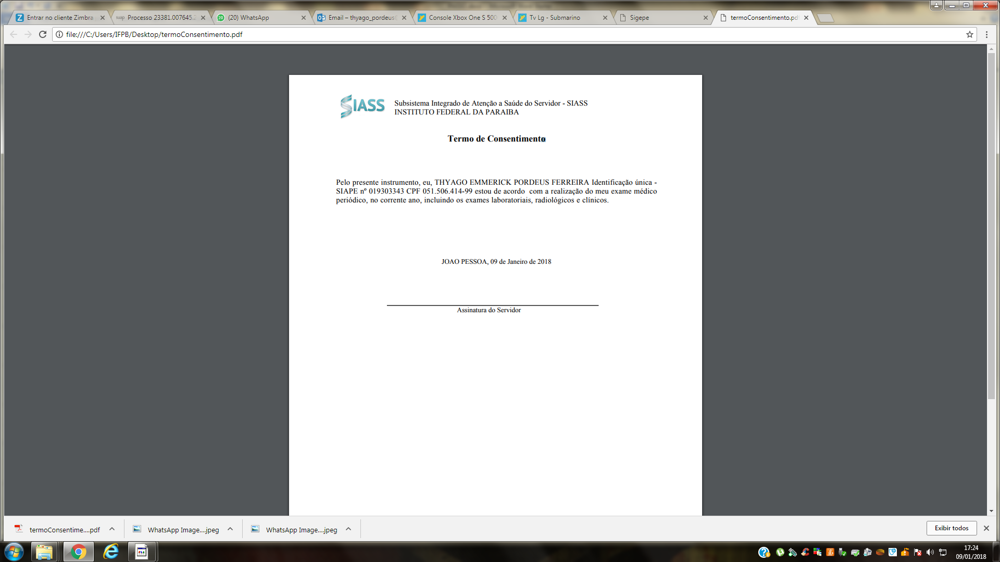 Entrar no cliente Zimbra
suap Processo 23381.007645.2
20 (20) WhatsApp
Email – thyago_pordeus@
Console Xbox One S 500
Tv Lg - Submarino
Sigepe
termoConsentimento.pdf
file:///C:/Users/IFPB/Desktop/termoConsentimento.pdf
SIASS
Subsistema Integrado de Atenção a Saúde do Servidor - SIASS
INSTITUTO FEDERAL DA PARAIBA
Termo de Consentimento
Pelo presente instrumento, eu, THYAGO EMMERICK PORDEUS FERREIRA Identificação única -
SIAPE nº 019303343 CPF 051.506.414-99 estou de acordo com a realização do meu exame médico
periódico, no corrente ano, incluindo os exames laboratoriais, radiológicos e clínicos.
JOAO PESSOA, 09 de Janeiro de 2018
Assinatura do Servidor
termoConsentime....pdf
WhatsApp Image....jpeg
WhatsApp Image....jpeg
Exibir todos
17:24
09/01/2018